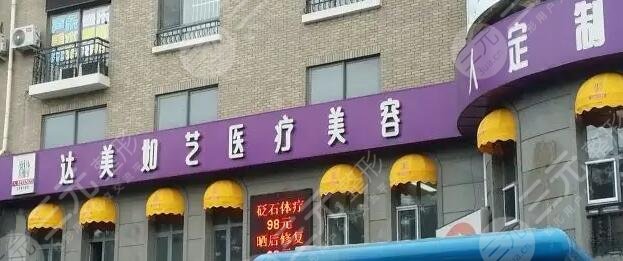 达美如艺医疗美容
定制
砭石体疗
98元
晒后修复